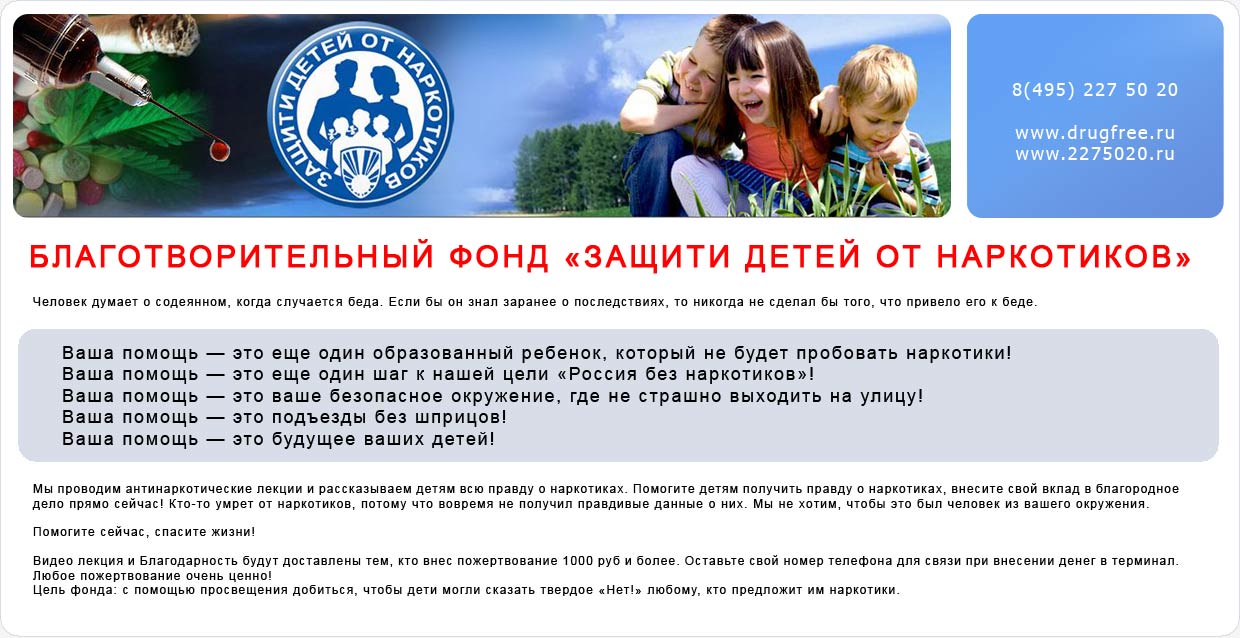 ЗАЩИТИ ДЕТЕЙ ОТ НАРКОТИКОВ
8(495) 227 50 20
www.drugfree.ru
www.2275020.ru
БЛАГОТВОРИТЕЛЬНЫЙ ФОНД «ЗАЩИТИ ДЕТЕЙ ОТ НАРКОТИКОВ»
Человек думает о содеянном, когда случается беда. Если бы он знал заранее о последствиях, то никогда не сделал бы того, что привело его к беде.
Ваша помощь — это еще один образованный ребенок, который не будет пробовать наркотики!
Ваша помощь — это еще один шаг к нашей цели «Россия без наркотиков»!
Ваша помощь — это ваше безопасное окружение, где не страшно выходить на улицу!
Ваша помощь — это подъезды без шприцов!
Ваша помощь — это будущее ваших детей!
Мы проводим антинаркотические лекции и рассказываем детям всю правду о наркотиках. Помогите детям получить правду о наркотиках, внесите свой вклад в благородное
дело прямо сейчас! Кто-то умрет от наркотиков, потому что вовремя не получил правдивые данные о них. Мы не хотим, чтобы это был человек из вашего окружения.
Помогите сейчас, спасите жизни!
Видео лекция и Благодарность будут доставлены тем, кто внес пожертвование 1000 руб и более. Оставьте свой номер телефона для связи при внесении денег в терминал.
Любое пожертвование очень ценно!
Цель фонда: с помощью просвещения добиться, чтобы дети могли сказать твердое «Нет!» любому, кто предложит им наркотики.